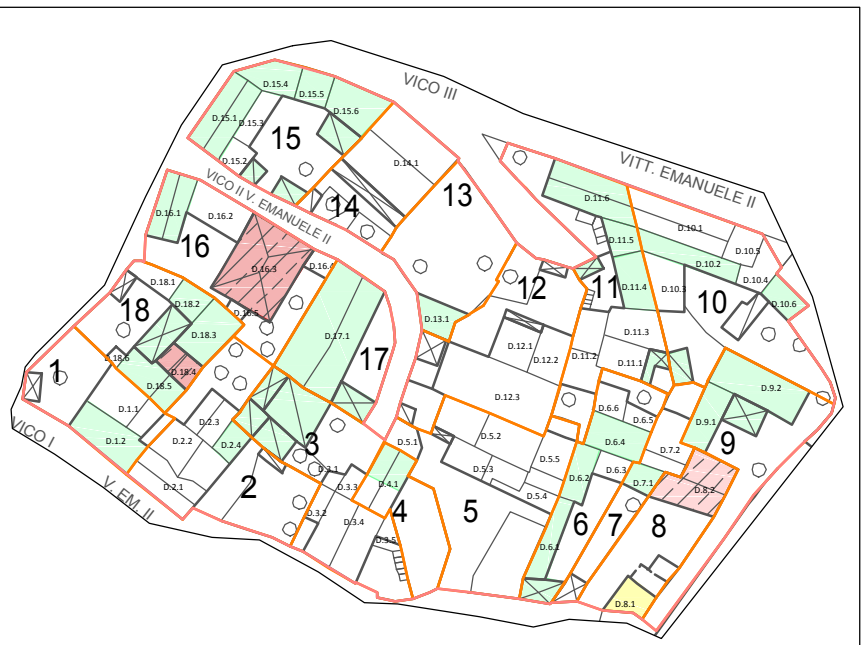 VICO III
D.15.4
D.15.5
D.15.6
D.15.1
D.15.3
15
D.15.2
D.14.1
VITT. EMANUELE II
VICO II V. EMANUELE II
13
14
D.11.6
D.10.1
D.16.1
D.16.2
16
D.11.5
D.10.5
D.10.2
D.16.3
D.16.4
D.10.4
D.18.1
12
11
D.11.4
D.10.3
10
D.10.6
18
D.18.2
D.16.5
D.13.1
D.18.3
D.17.1
D.11.3
D.12.1
D.12.2
D.11.2
D.11.1
17
D.18.6
1
D.18.4
D.18.5
D.9.2
D.12.3
D.1.1
D.6.6
D.6.5
D.9.1
D.2.3
D.1.2
D.2.2
D.2.4
3
D.5.1
D.5.2
D.6.4
D.7.2
9
VICO I
D.5.5
D.5.3
D.6.3
D.3.1
D.2.1
2
D.3.3
D.4.1
D.6.2
D.7.1
D.8.2
V. EM. II
D.5.4
D.3.2
D.3.4
4
5
6
7
8
D.3.5
D.6.1
D.8.1